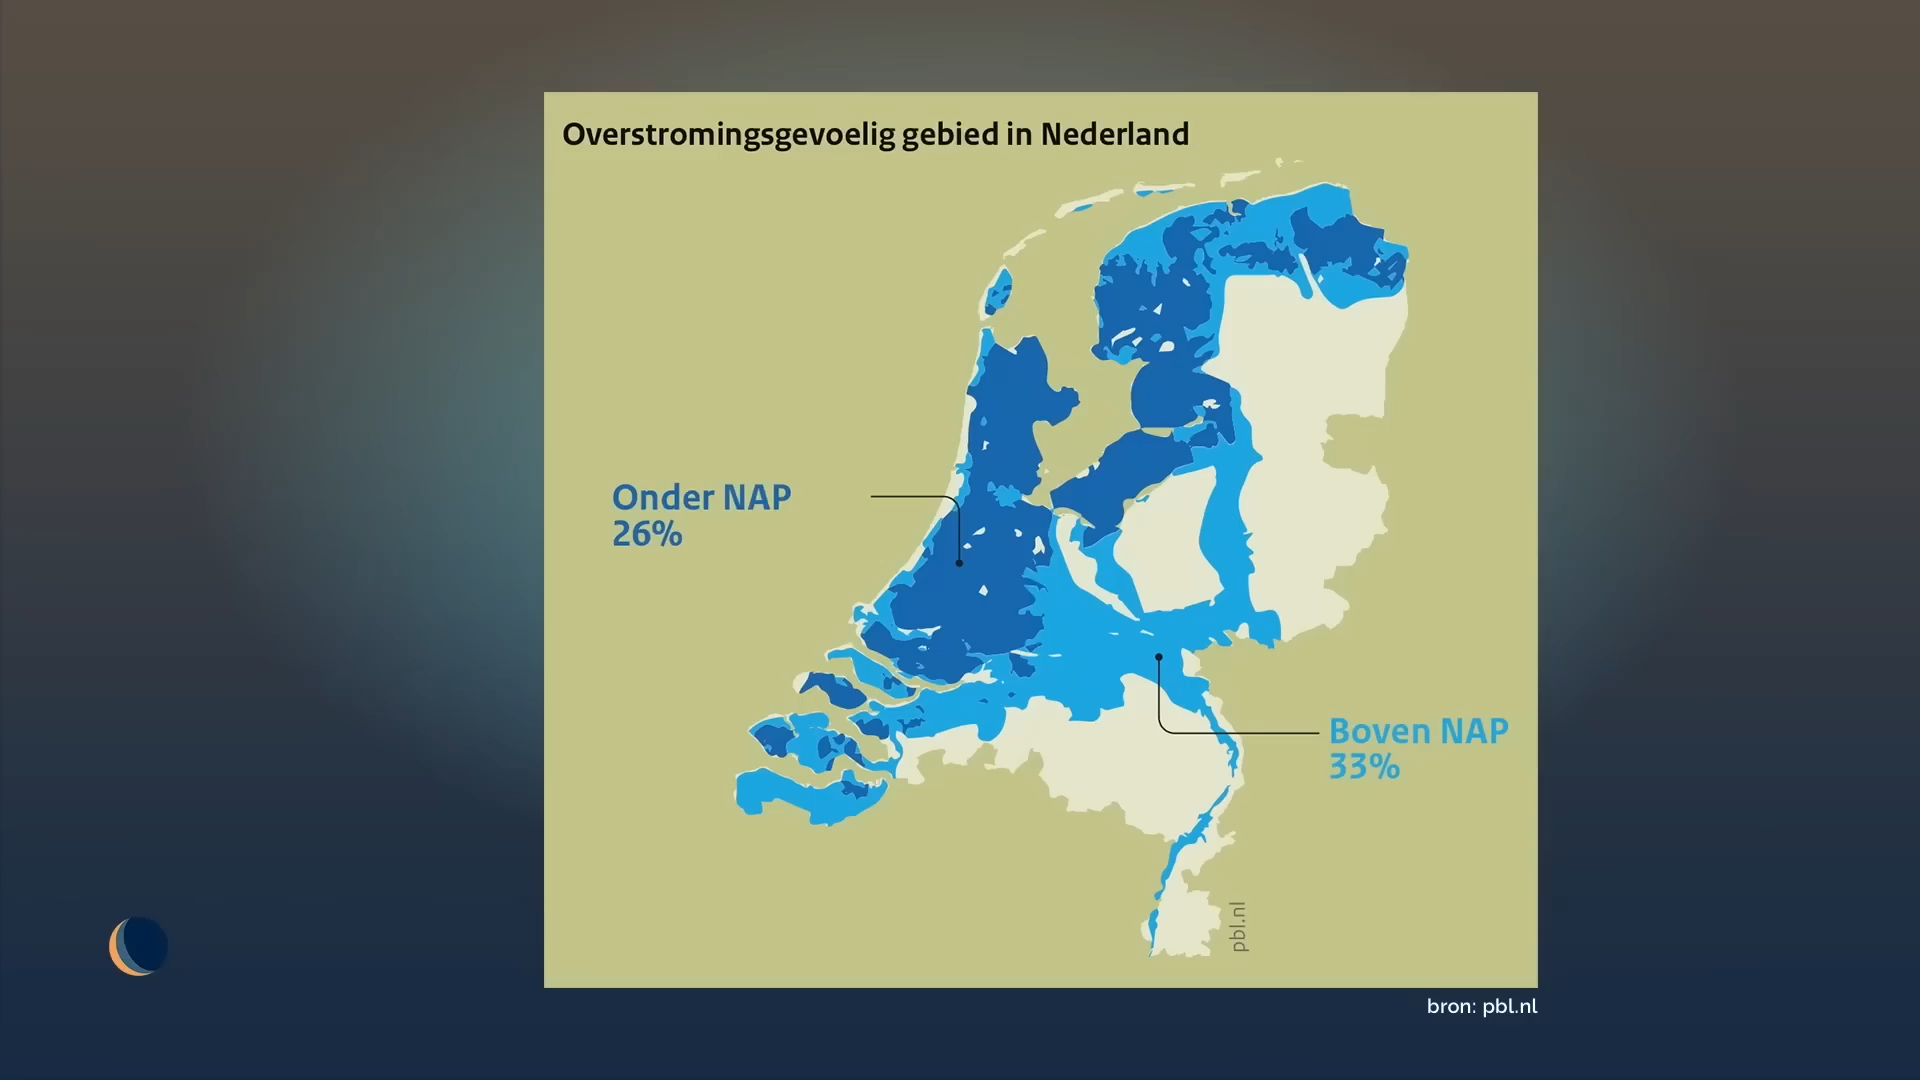 Overstromingsgevoelig gebied in Nederland
Onder NAP
26%
Boven NAP
33%
pbl.nl
bron: pbl.nl